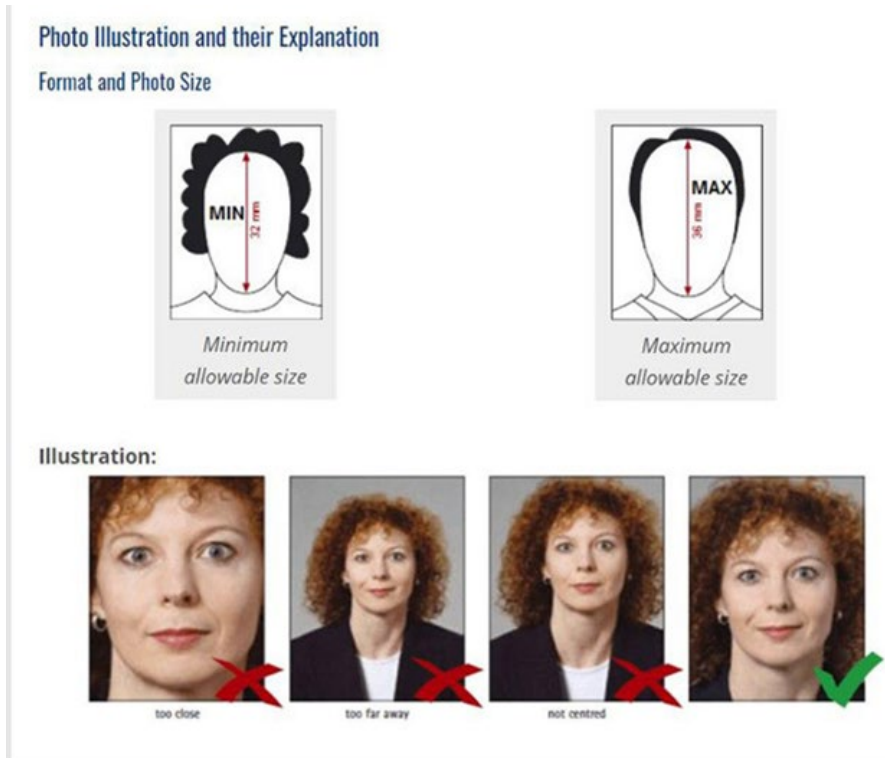 Photo Illustration and their Explanation
Format and Photo Size
MIN
32 mm
MAX
36 mm
Minimum
allowable size
Maximum
allowable size
Illustration:
too close
too far away
not centred